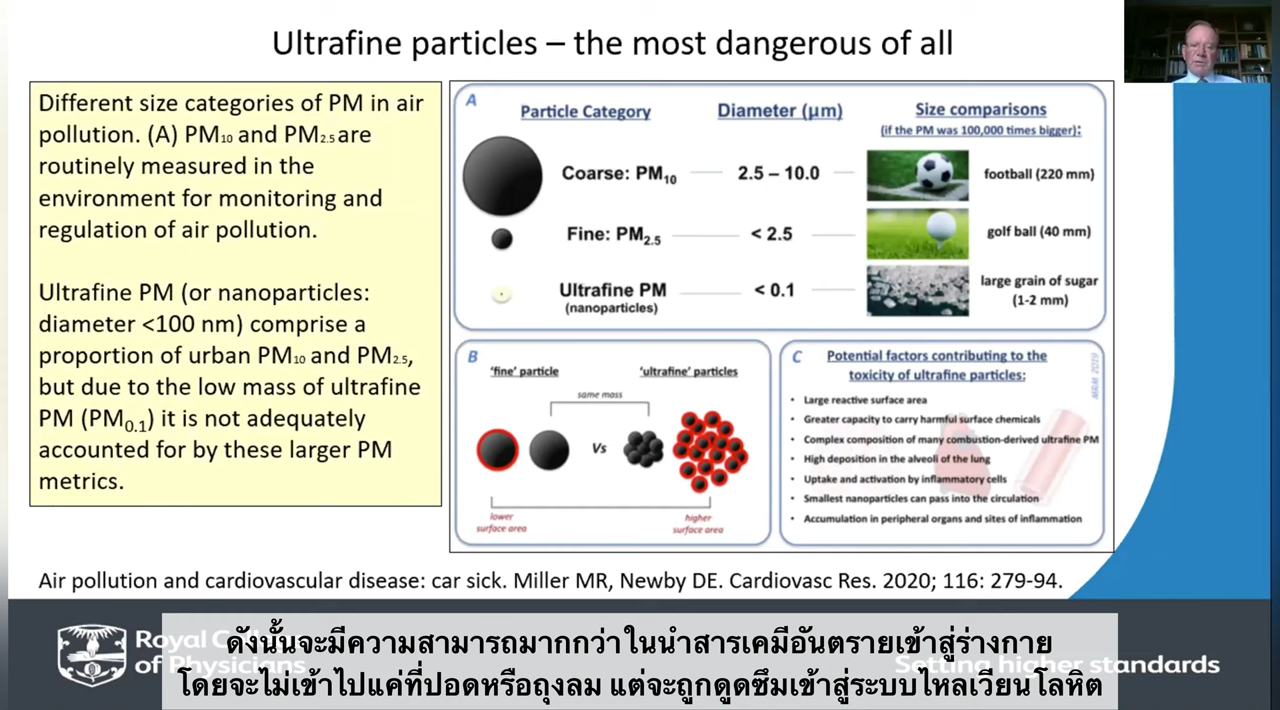 Ultrafine particles – the most dangerous of all
Different size categories of PM in air
pollution. (A) PM10 and PM2.5 are
routinely measured in the
environment for monitoring and
regulation of air pollution.
Ultrafine PM (or nanoparticles:
diameter <100 nm) comprise a
proportion of urban PM10 and PM2.5,
but due to the low mass of ultrafine
PM (PM0.1) it is not adequately
accounted for by these larger PM
metrics.
A
Particle Category Diameter (μm) Size comparisons
(if the PM was 100,000 times bigger):
Coarse: PM10 2.5 – 10.0 football (220 mm)
Fine: PM2.5 < 2.5 golf ball (40 mm)
Ultrafine PM < 0.1 large grain of sugar
(nanoparticles) (1-2 mm)
B
'fine' particle 'ultrafine' particles
same mass
Vs
lower higher
surface area surface area
C Potential factors contributing to the
toxicity of ultrafine particles:
MRM 2019
• Large reactive surface area
• Greater capacity to carry harmful surface chemicals
• Complex composition of many combustion-derived ultrafine PM
• High deposition in the alveoli of the lung
• Uptake and activation by inflammatory cells
• Smallest nanoparticles can pass into the circulation
• Accumulation in peripheral organs and sites of inflammation
Air pollution and cardiovascular disease: car sick. Miller MR, Newby DE. Cardiovasc Res. 2020; 116: 279-94.
Royal College
of Physicians
Setting higher standards
ดังนั้นจะมีความสามารถมากกว่าในนำสารเคมีอันตรายเข้าสู่ร่างกาย
โดยจะไม่เข้าไปแค่ที่ปอดหรือถุงลม แต่จะถูกดูดซึมเข้าสู่ระบบไหลเวียนโลหิต